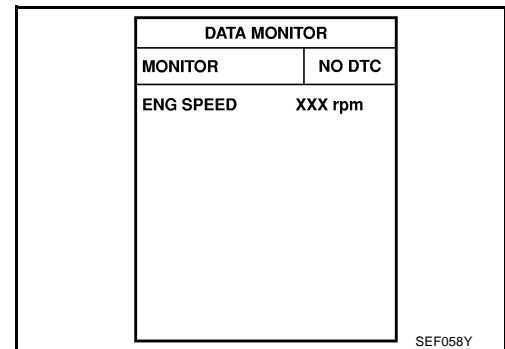 DATA MONITOR
MONITOR NO DTC
ENG SPEED XXX rpm
SEF058Y